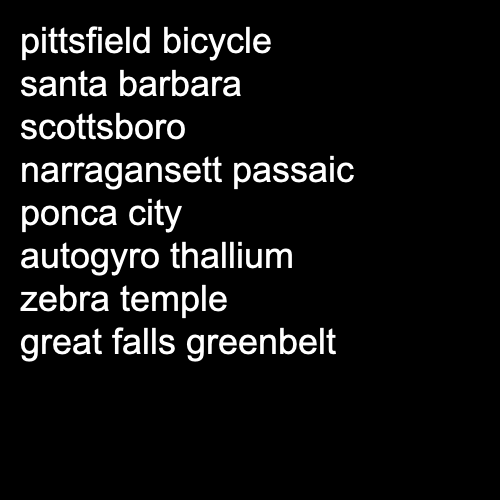 pittsfield bicycle
santa barbara
scottsboro
narragansett passaic
ponca city
autogyro thallium
zebra temple
great falls greenbelt